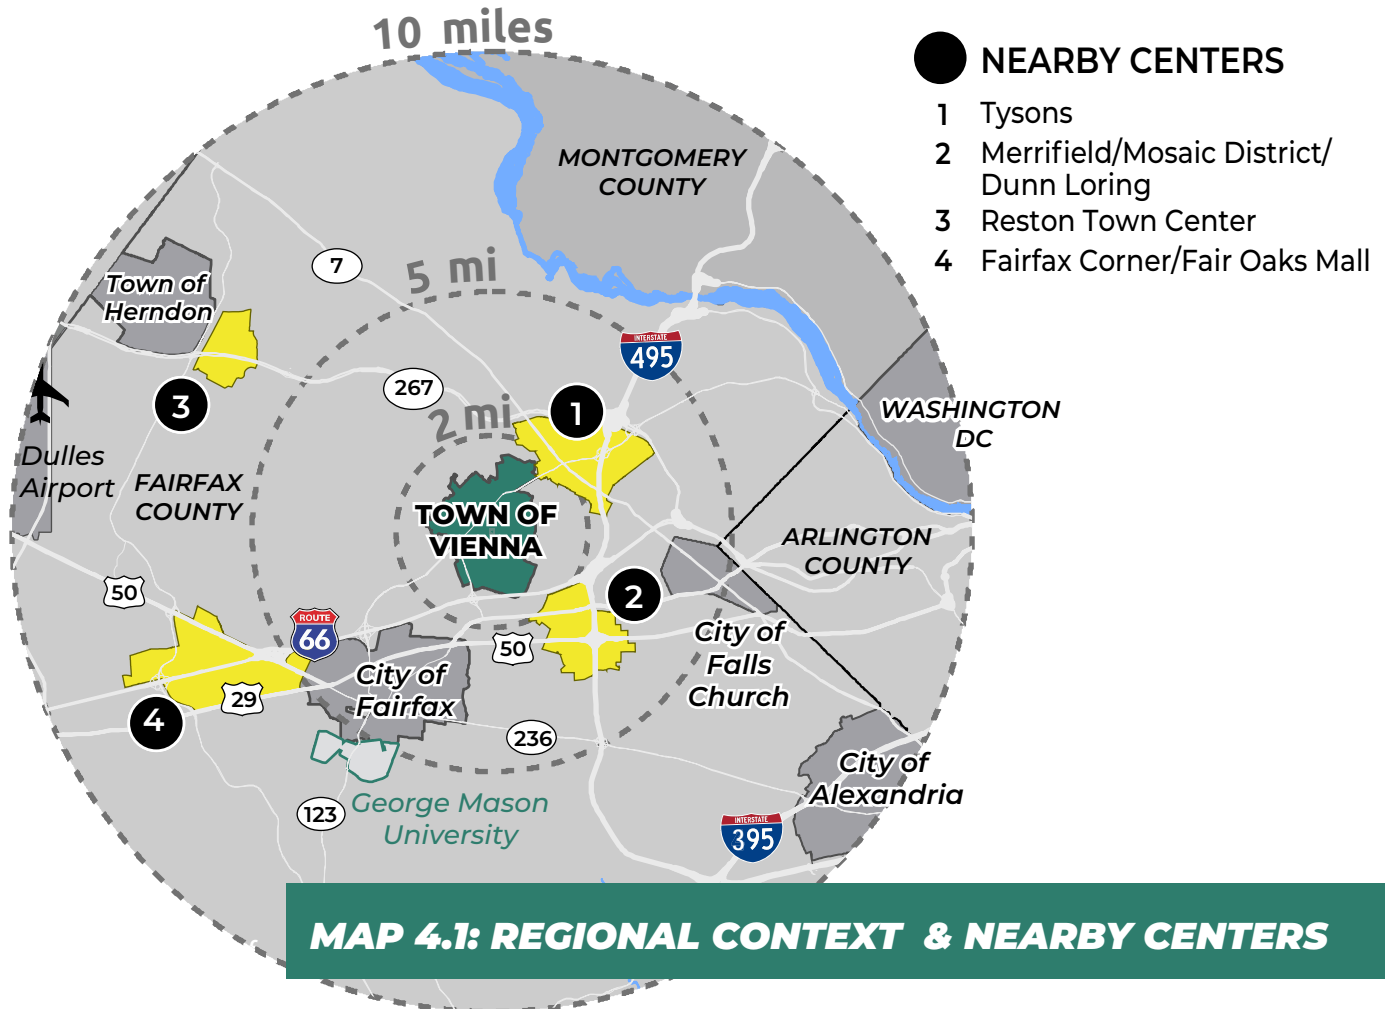 10 miles
NEARBY CENTERS
1 Tysons
2 Merrifield/Mosaic District/
Dunn Loring
3 Reston Town Center
4 Fairfax Corner/Fair Oaks Mall
MONTGOMERY
COUNTY
7
5 mi
Town of
Herndon
INTERSTATE
495
267
3
2 mi
1
WASHINGTON
DC
Dulles
Airport
FAIRFAX
COUNTY
TOWN OF
VIENNA
ARLINGTON
COUNTY
50
2
ROUTE
66
50
City of
Falls
Church
City of
Fairfax
29
4
236
City of
Alexandria
George Mason
University
123
INTERSTATE
395
MAP 4.1: REGIONAL CONTEXT & NEARBY CENTERS